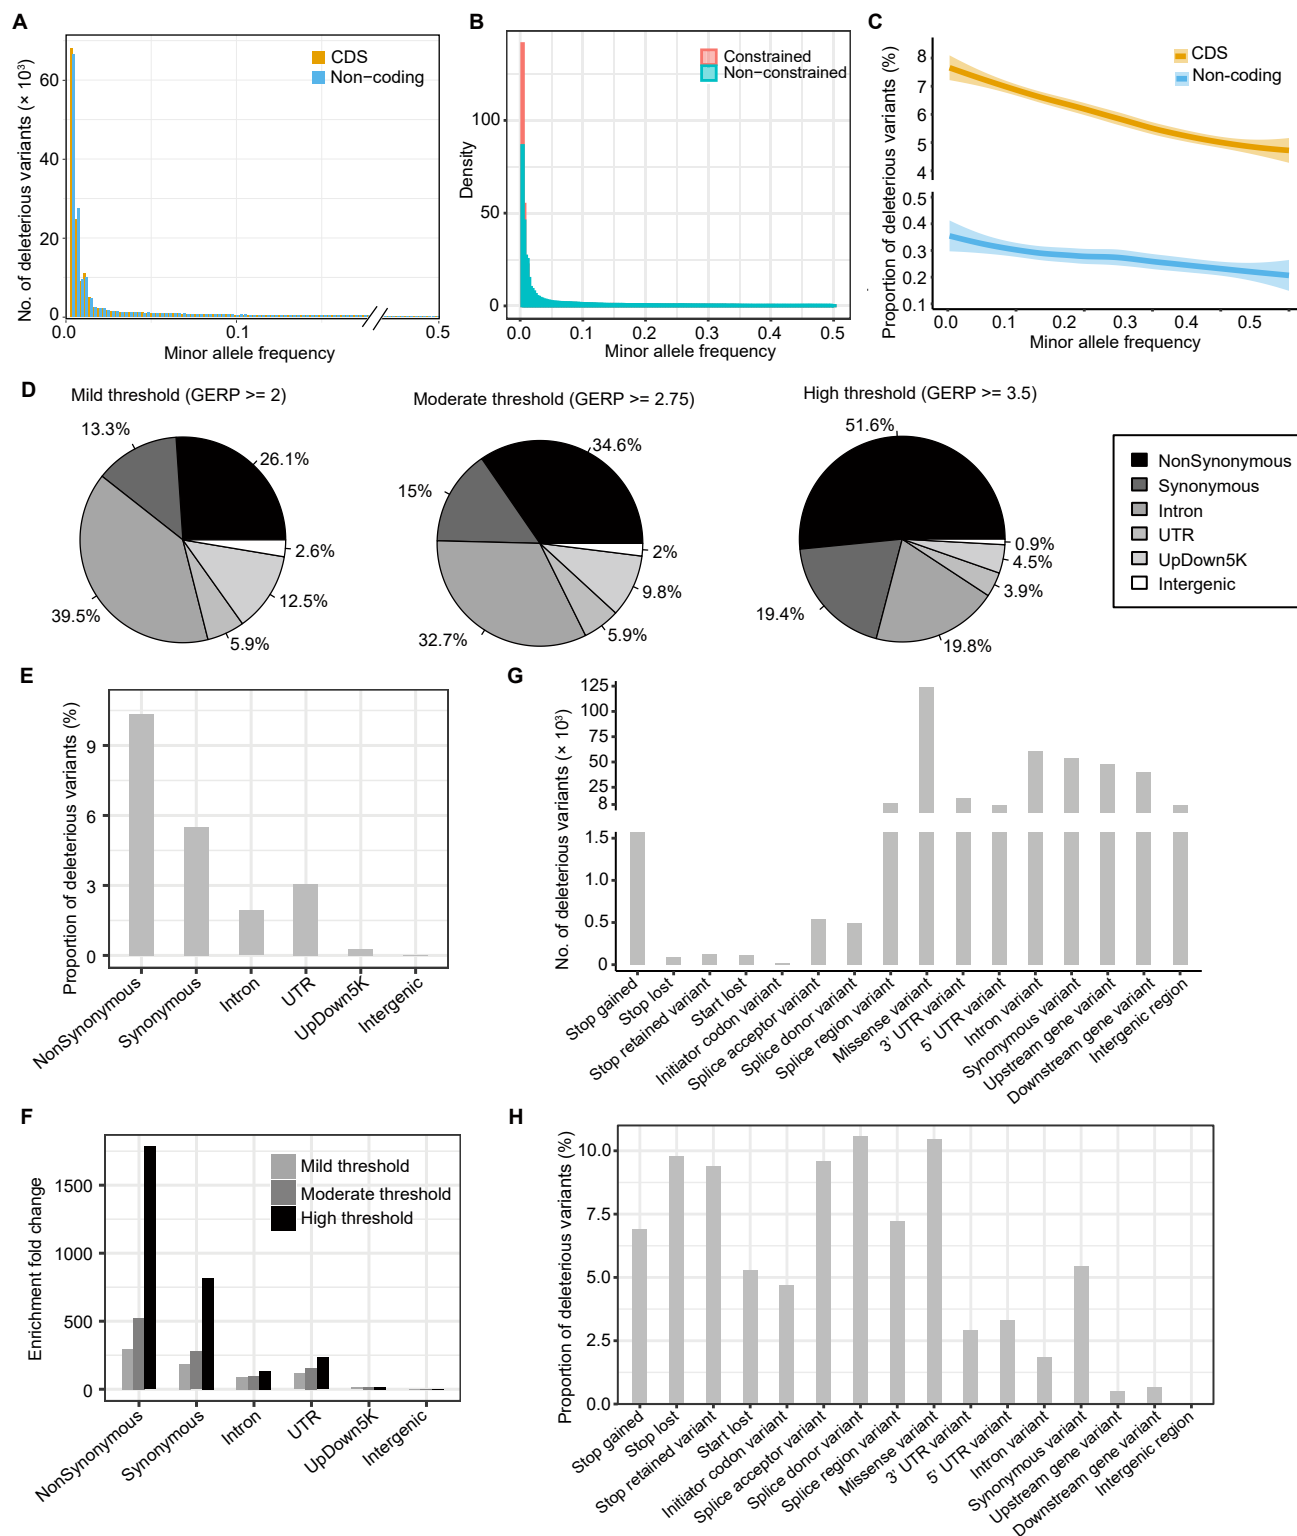 A
No. of deleterious variants (× 10³)
60
40
20
0
0.0
0.1
0.5
Minor allele frequency
CDS
Non−coding
B
Density
100
50
0
0.0
0.1
0.2
0.3
0.4
0.5
Minor allele frequency
Constrained
Non−constrained
C
Proportion of deleterious variants (%)
8
7
6
5
4
0.5
0.4
0.3
0.2
0.1
0.0
0.1
0.2
0.3
0.4
0.5
Minor allele frequency
CDS
Non-coding
D
Mild threshold (GERP >= 2)
13.3%
26.1%
2.6%
12.5%
5.9%
39.5%
Moderate threshold (GERP >= 2.75)
34.6%
15%
2%
9.8%
5.9%
32.7%
High threshold (GERP >= 3.5)
51.6%
0.9%
4.5%
3.9%
19.8%
19.4%
NonSynonymous
Synonymous
Intron
UTR
UpDown5K
Intergenic
E
Proportion of deleterious variants (%)
9
6
3
0
NonSynonymous
Synonymous
Intron
UTR
UpDown5K
Intergenic
G
No. of deleterious variants (× 10³)
125
100
75
50
25
8
1.5
1.0
0.5
0
Stop gained
Stop lost
Stop retained variant
Start lost
Initiator codon variant
Splice acceptor variant
Splice donor variant
Splice region variant
Missense variant
3' UTR variant
5' UTR variant
Intron variant
Synonymous variant
Upstream gene variant
Downstream gene variant
Intergenic region
F
Enrichment fold change
1500
1000
500
0
Mild threshold
Moderate threshold
High threshold
NonSynonymous
Synonymous
Intron
UTR
UpDown5K
Intergenic
H
Proportion of deleterious variants (%)
10.0
7.5
5.0
2.5
0.0
Stop gained
Stop lost
Stop retained variant
Start lost
Initiator codon variant
Splice acceptor variant
Splice donor variant
Splice region variant
Missense variant
3' UTR variant
5' UTR variant
Intron variant
Synonymous variant
Upstream gene variant
Downstream gene variant
Intergenic region